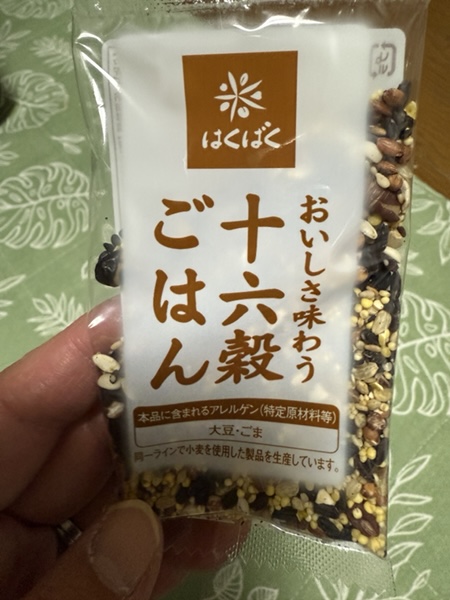 はくばく
おいしさ味わう
十六穀
ごはん
本品に含まれるアレルゲン(特定原材料等)
大豆・ごま
同一ラインで小麦を使用した製品を生産しています。